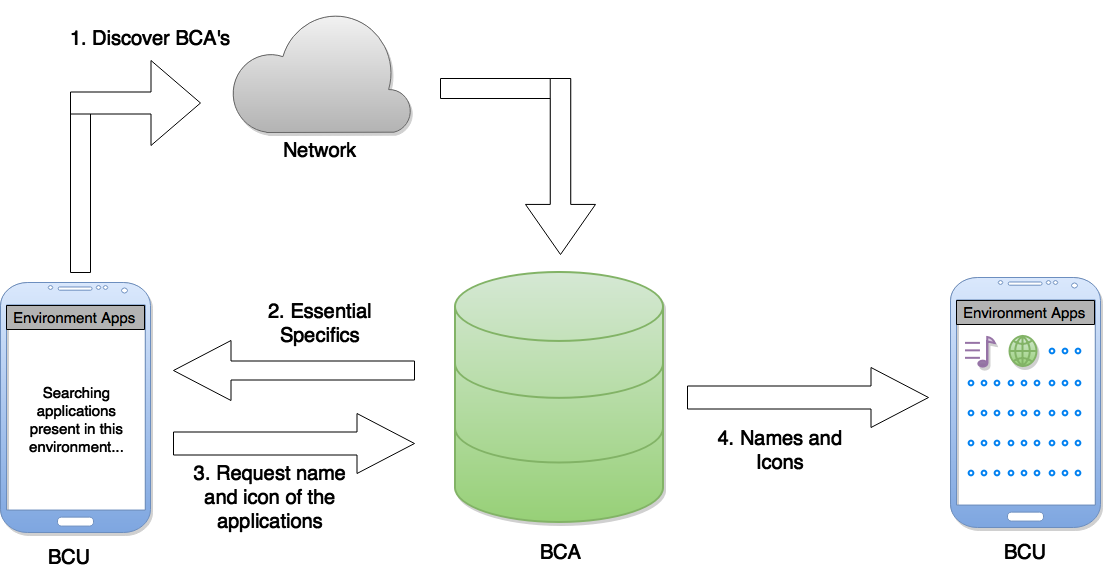 1. Discover BCA's
Network
Environment Apps
Searching
applications
present in this
environment...
BCU
2. Essential
Specifics
3. Request name
and icon of the
applications
BCA
4. Names and
Icons
Environment Apps
BCU